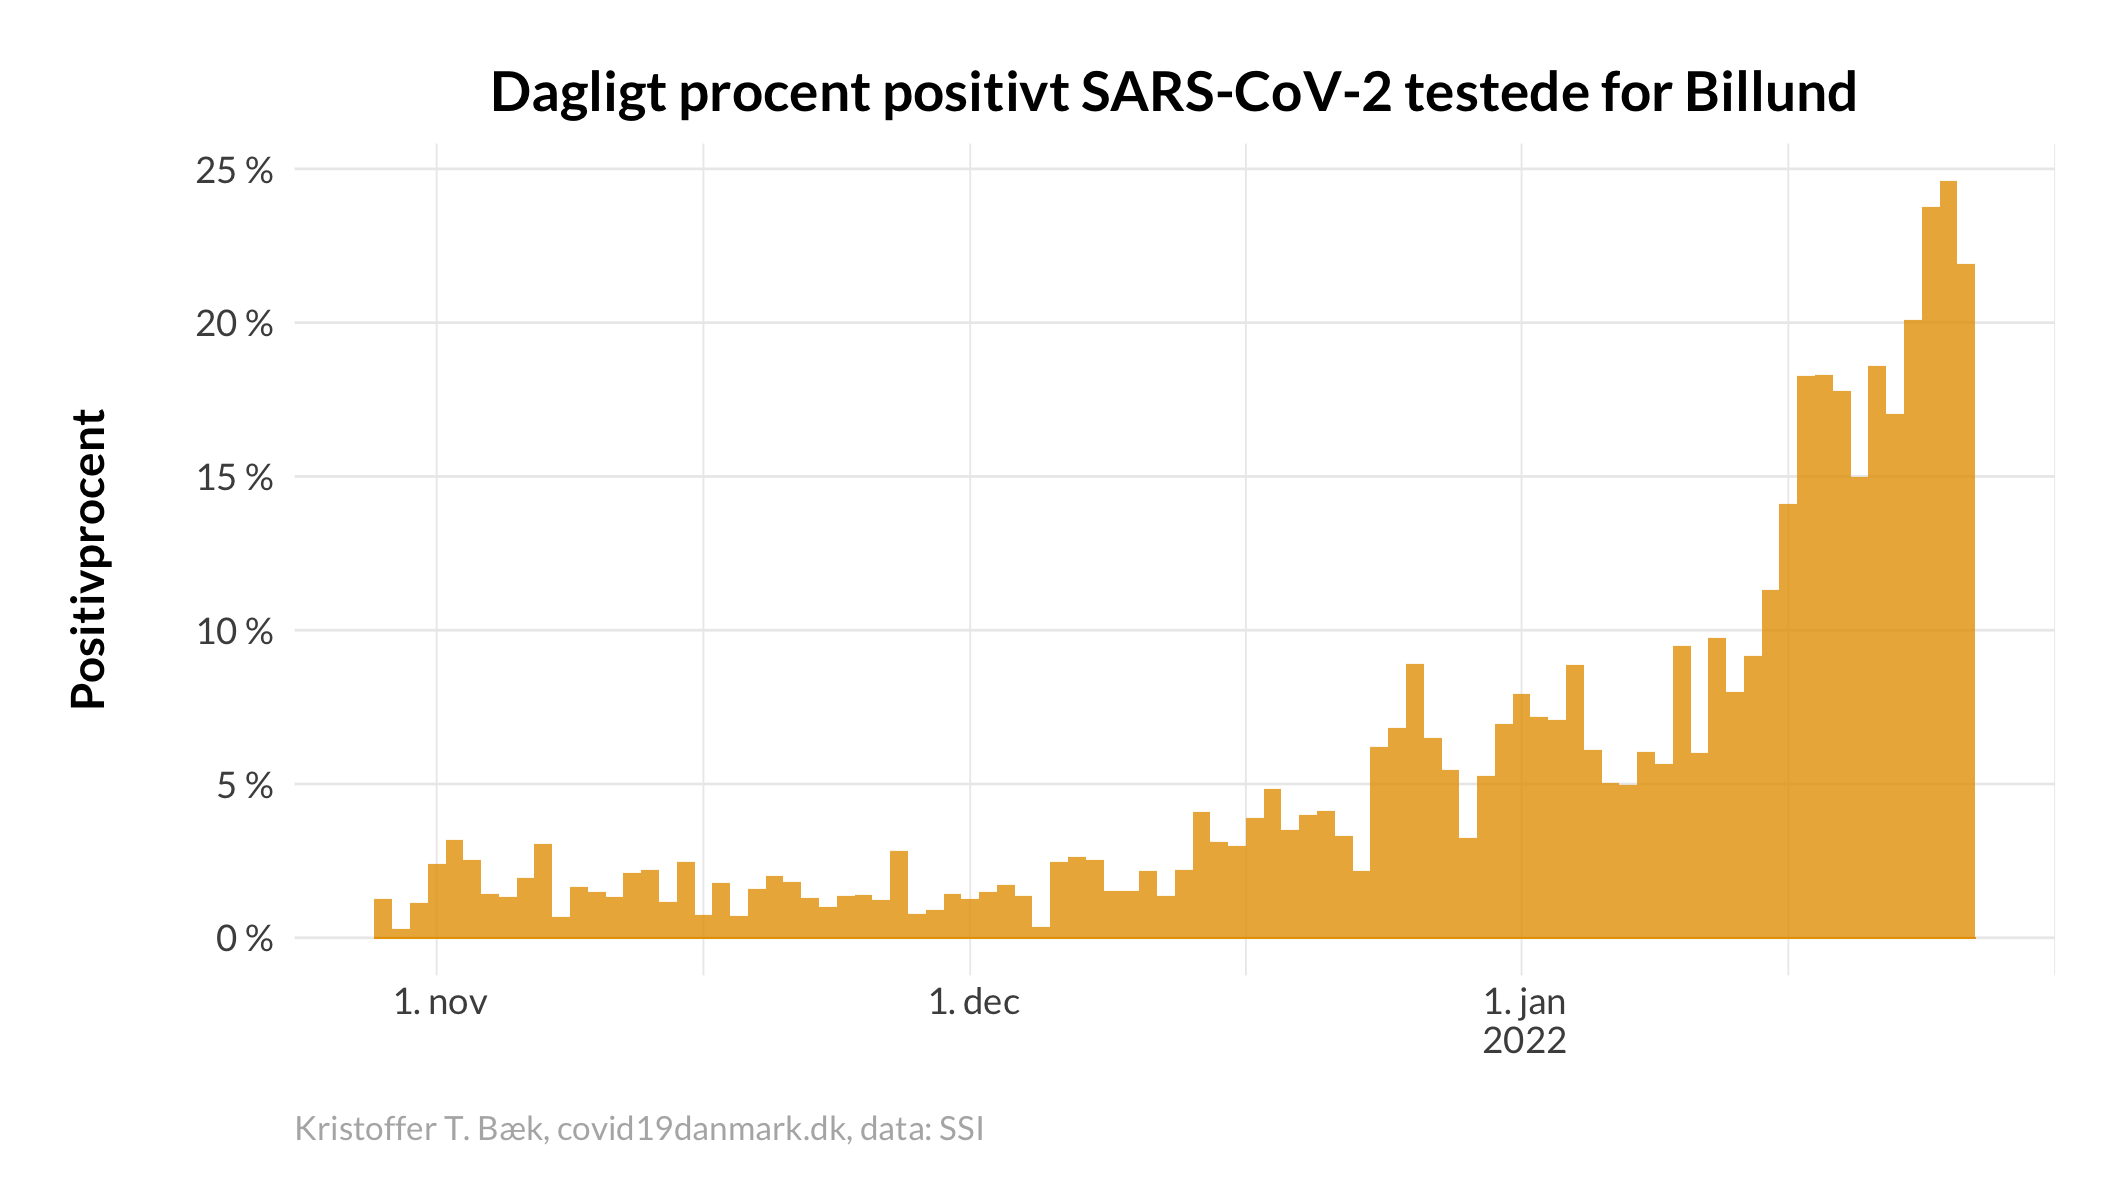 Dagligt procent positivt SARS-CoV-2 testede for Billund
Positivprocent
25 %
20 %
15 %
10 %
5 %
0 %
1. nov
1. dec
1. jan
2022
Kristoffer T. Bæk, covid19danmark.dk, data: SSI